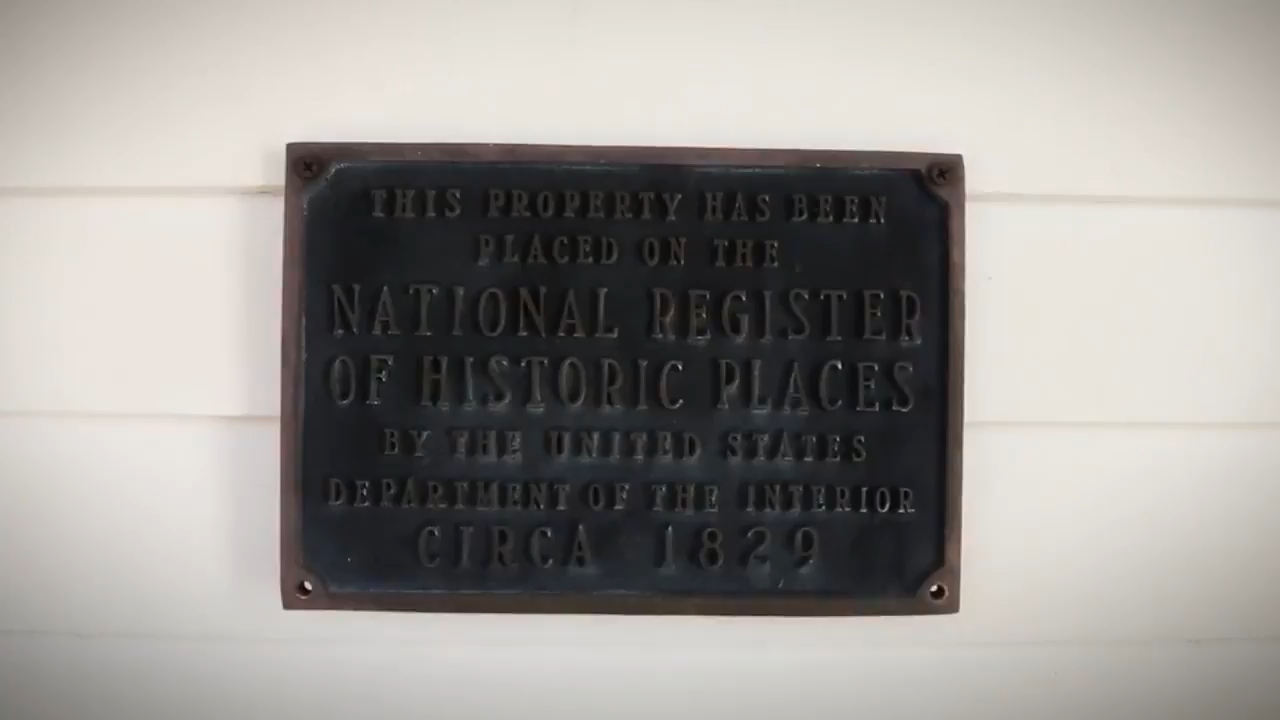 THIS PROPERTY HAS BEEN
PLACED ON THE
NATIONAL REGISTER
OF HISTORIC PLACES
BY THE UNITED STATES
DEPARTMENT OF THE INTERIOR
CIRCA 1829